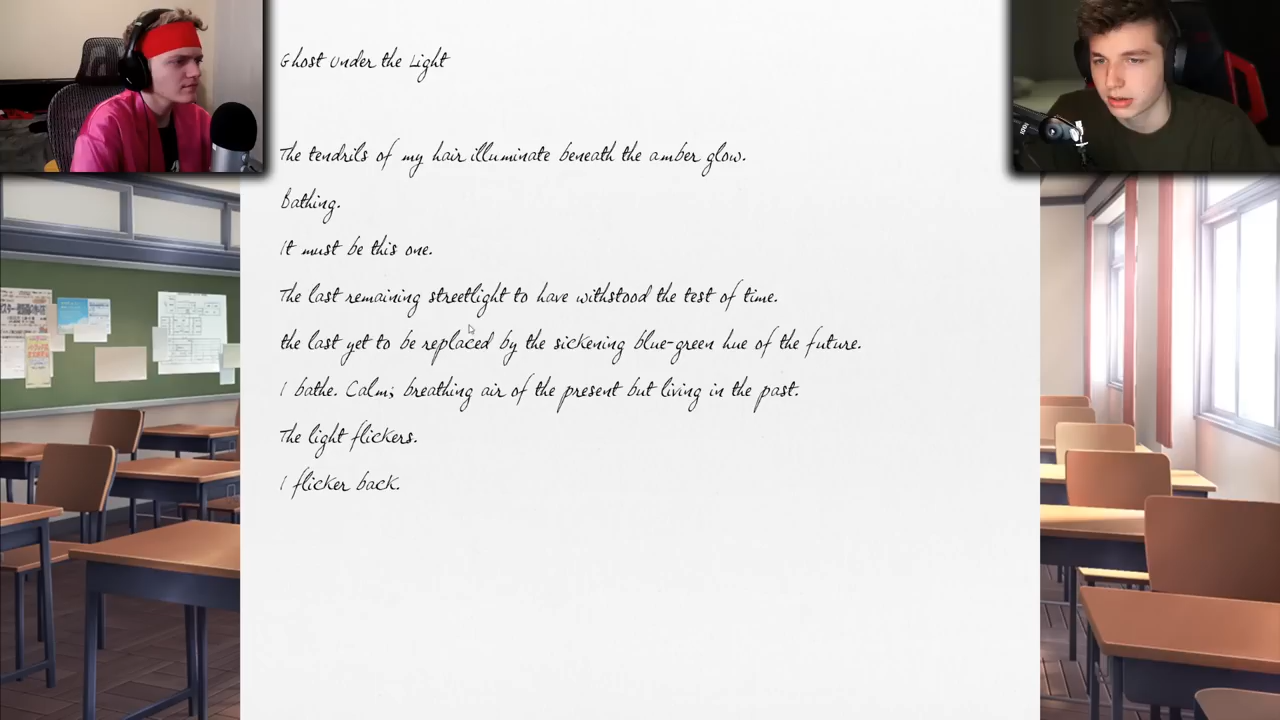 Ghost Under the Light
The tendrils of my hair illuminate beneath the amber glow.
Bathing.
It must be this one.
The last remaining streetlight to have withstood the test of time.
the last yet to be replaced by the sickening blue-green hue of the future.
I bathe. Calm; breathing air of the present but living in the past.
The light flickers.
I flicker back.